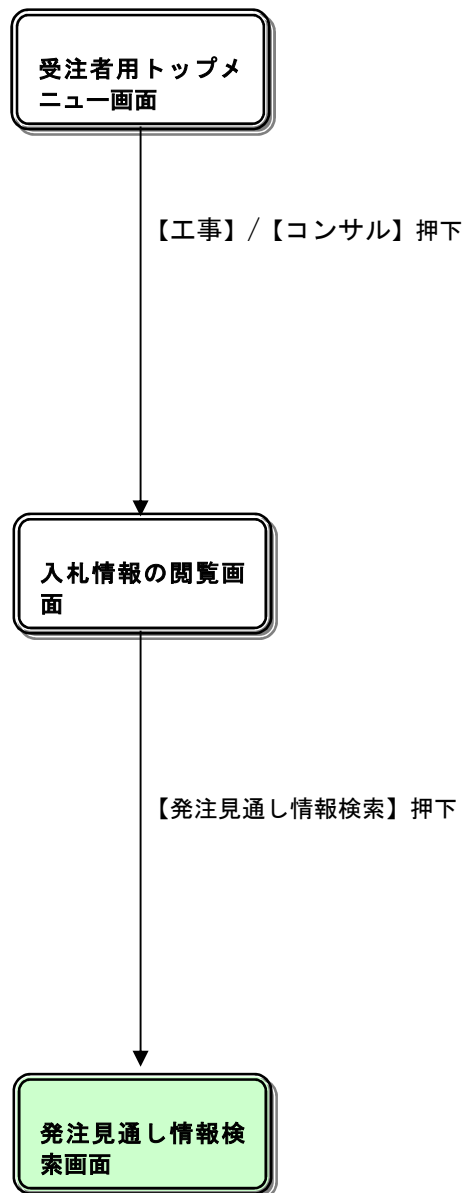 受注者用トップメ
ニュー画面
【工事】/【コンサル】押下
入札情報の閲覧画
面
【発注見通し情報検索】押下
発注見通し情報検
索画面